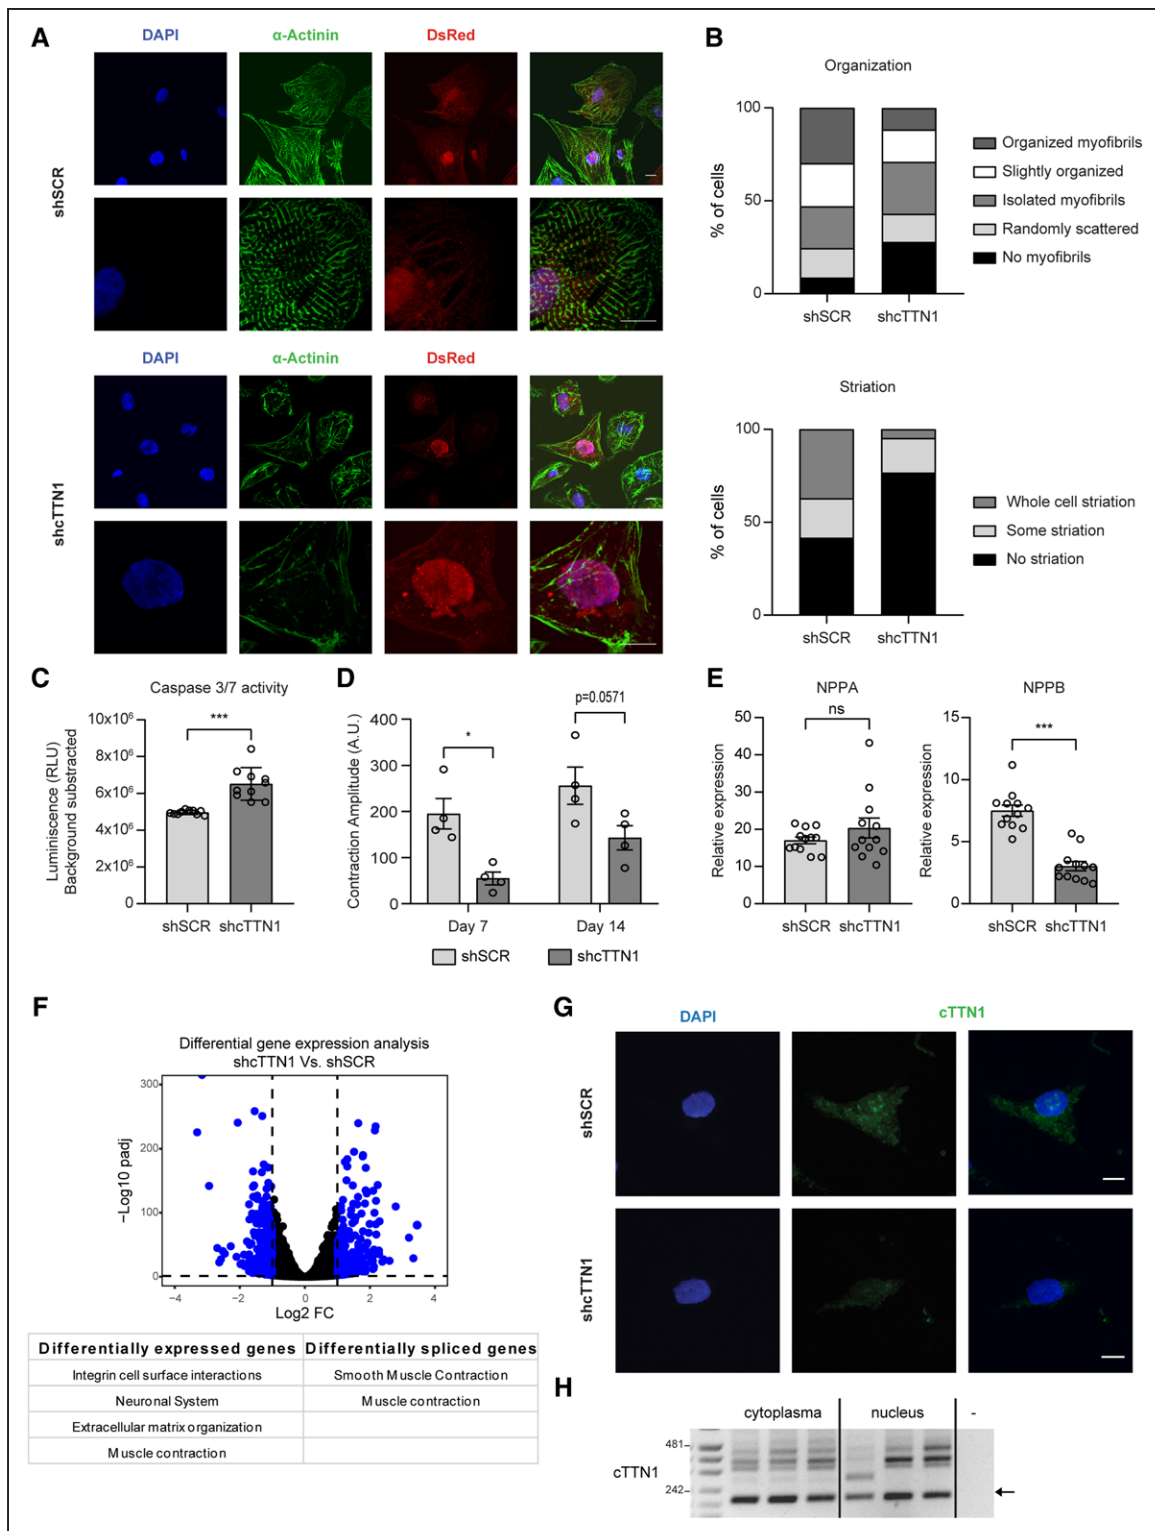 A
DAPI
α-Actinin
DsRed
shSCR
DAPI
α-Actinin
DsRed
shcTTN1
B
Organization
% of cells
100
50
0
shSCR
shcTTN1
Organized myofibrils
Slightly organized
Isolated myofibrils
Randomly scattered
No myofibrils
Striation
% of cells
100
50
0
shSCR
shcTTN1
Whole cell striation
Some striation
No striation
C
Caspase 3/7 activity
Luminiscence (RLU)
Background substracted
10x10⁶
8x10⁶
6x10⁶
4x10⁶
2x10⁶
0
***
shSCR
shcTTN1
D
Contraction Amplitude (A.U.)
400
300
200
100
0
*
p=0.0571
Day 7
Day 14
shSCR
shcTTN1
E
NPPA
Relative expression
50
40
30
20
10
0
ns
shSCR
shcTTN1
NPPB
Relative expression
15
10
5
0
***
shSCR
shcTTN1
F
Differential gene expression analysis
shcTTN1 Vs. shSCR
−Log10 padj
300
200
100
0
−4
−2
0
2
4
Log2 FC
Differentially expressed genes
Differentially spliced genes
Integrin cell surface interactions
Smooth Muscle Contraction
Neuronal System
Muscle contraction
Extracellular matrix organization
Muscle contraction
G
DAPI
cTTN1
shSCR
shcTTN1
H
cytoplasma
nucleus
-
481
cTTN1
242